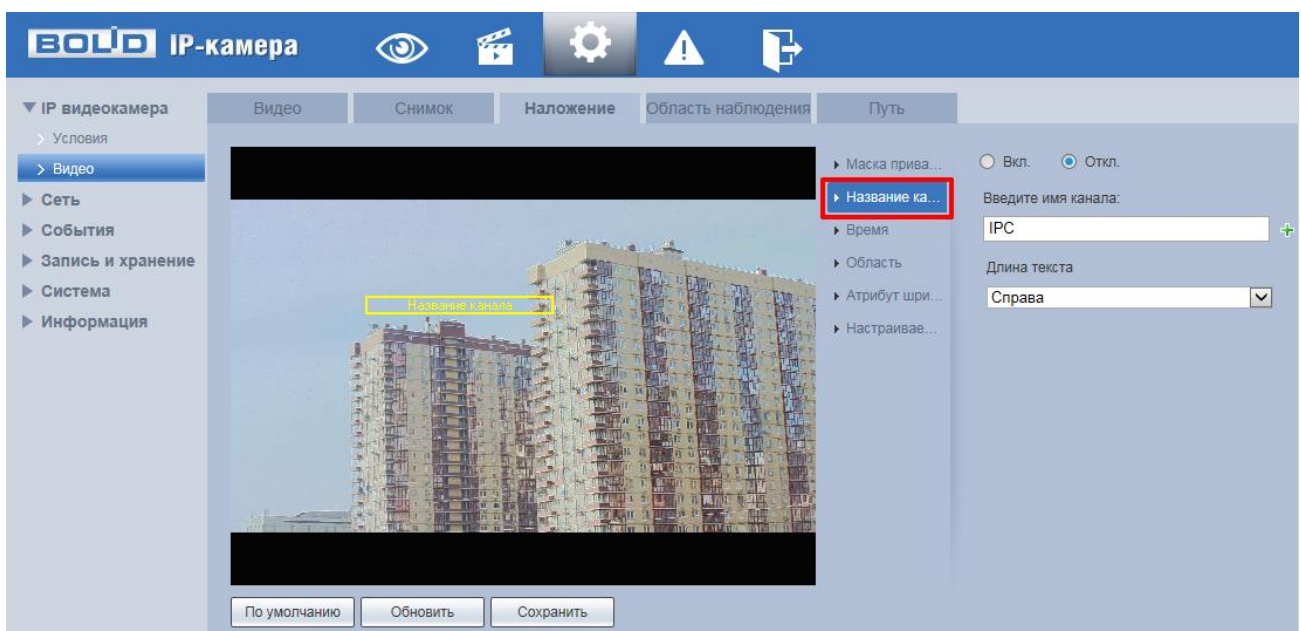 BOLID IP-камера
IP видеокамера
Условия
Видео
Сеть
События
Запись и хранение
Система
Информация
Видео Снимок Наложение Область наблюдения Путь
Название канала
Маска прива...
Название ка...
Время
Область
Атрибут шри...
Настраивае...
Вкл. Откл.
Введите имя канала:
IPC
Длина текста
Справа
По умолчанию Обновить Сохранить